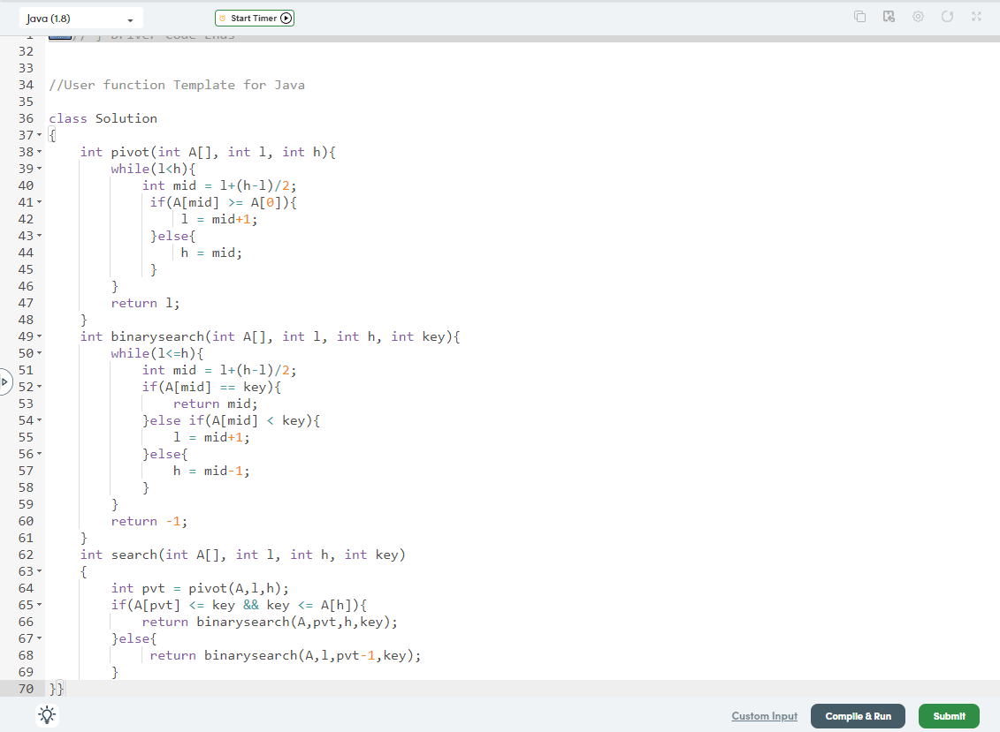 Java (1.8)
Start Timer
// } Driver Code Ends
32
33
34 //User function Template for Java
35
36 class Solution
37 {
38     int pivot(int A[], int l, int h){
39         while(l<h){
40             int mid = l+(h-l)/2;
41              if(A[mid] >= A[0]){
42                  l = mid+1;
43              }else{
44                  h = mid;
45              }
46         }
47         return l;
48     }
49     int binarysearch(int A[], int l, int h, int key){
50         while(l<=h){
51             int mid = l+(h-l)/2;
52             if(A[mid] == key){
53                 return mid;
54             }else if(A[mid] < key){
55                 l = mid+1;
56             }else{
57                 h = mid-1;
58             }
59         }
60         return -1;
61     }
62     int search(int A[], int l, int h, int key)
63     {
64         int pvt = pivot(A,l,h);
65         if(A[pvt] <= key && key <= A[h]){
66             return binarysearch(A,pvt,h,key);
67         }else{
68              return binarysearch(A,l,pvt-1,key);
69         }
70 }}
Custom Input
Compile & Run
Submit